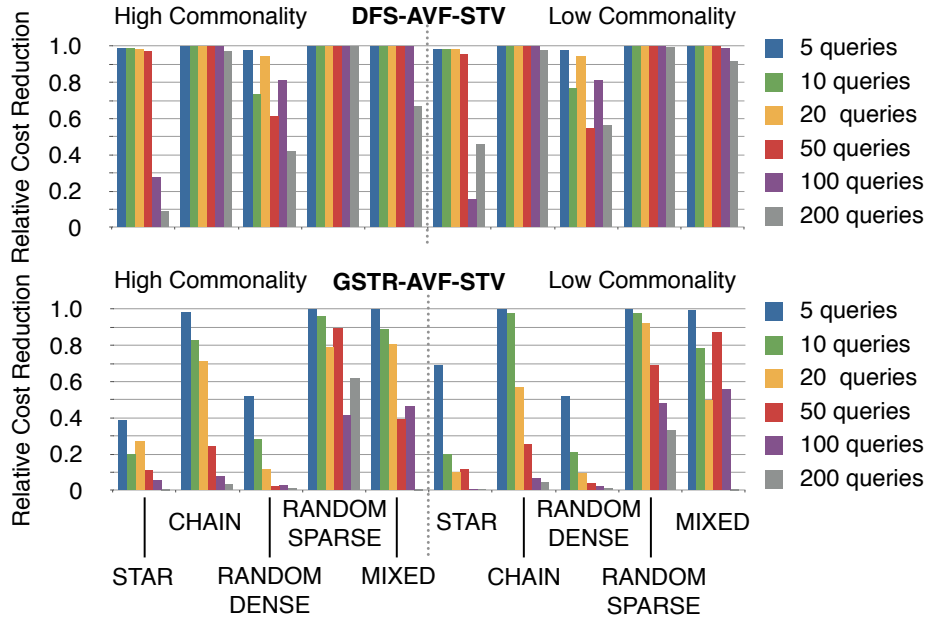 High Commonality DFS-AVF-STV Low Commonality
Relative Cost Reduction
1.0
0.8
0.6
0.4
0.2
0
5 queries
10 queries
20 queries
50 queries
100 queries
200 queries
High Commonality GSTR-AVF-STV Low Commonality
Relative Cost Reduction
1.0
0.8
0.6
0.4
0.2
0
5 queries
10 queries
20 queries
50 queries
100 queries
200 queries
STAR
CHAIN
RANDOM
DENSE
RANDOM
SPARSE
MIXED
STAR
CHAIN
RANDOM
DENSE
RANDOM
SPARSE
MIXED